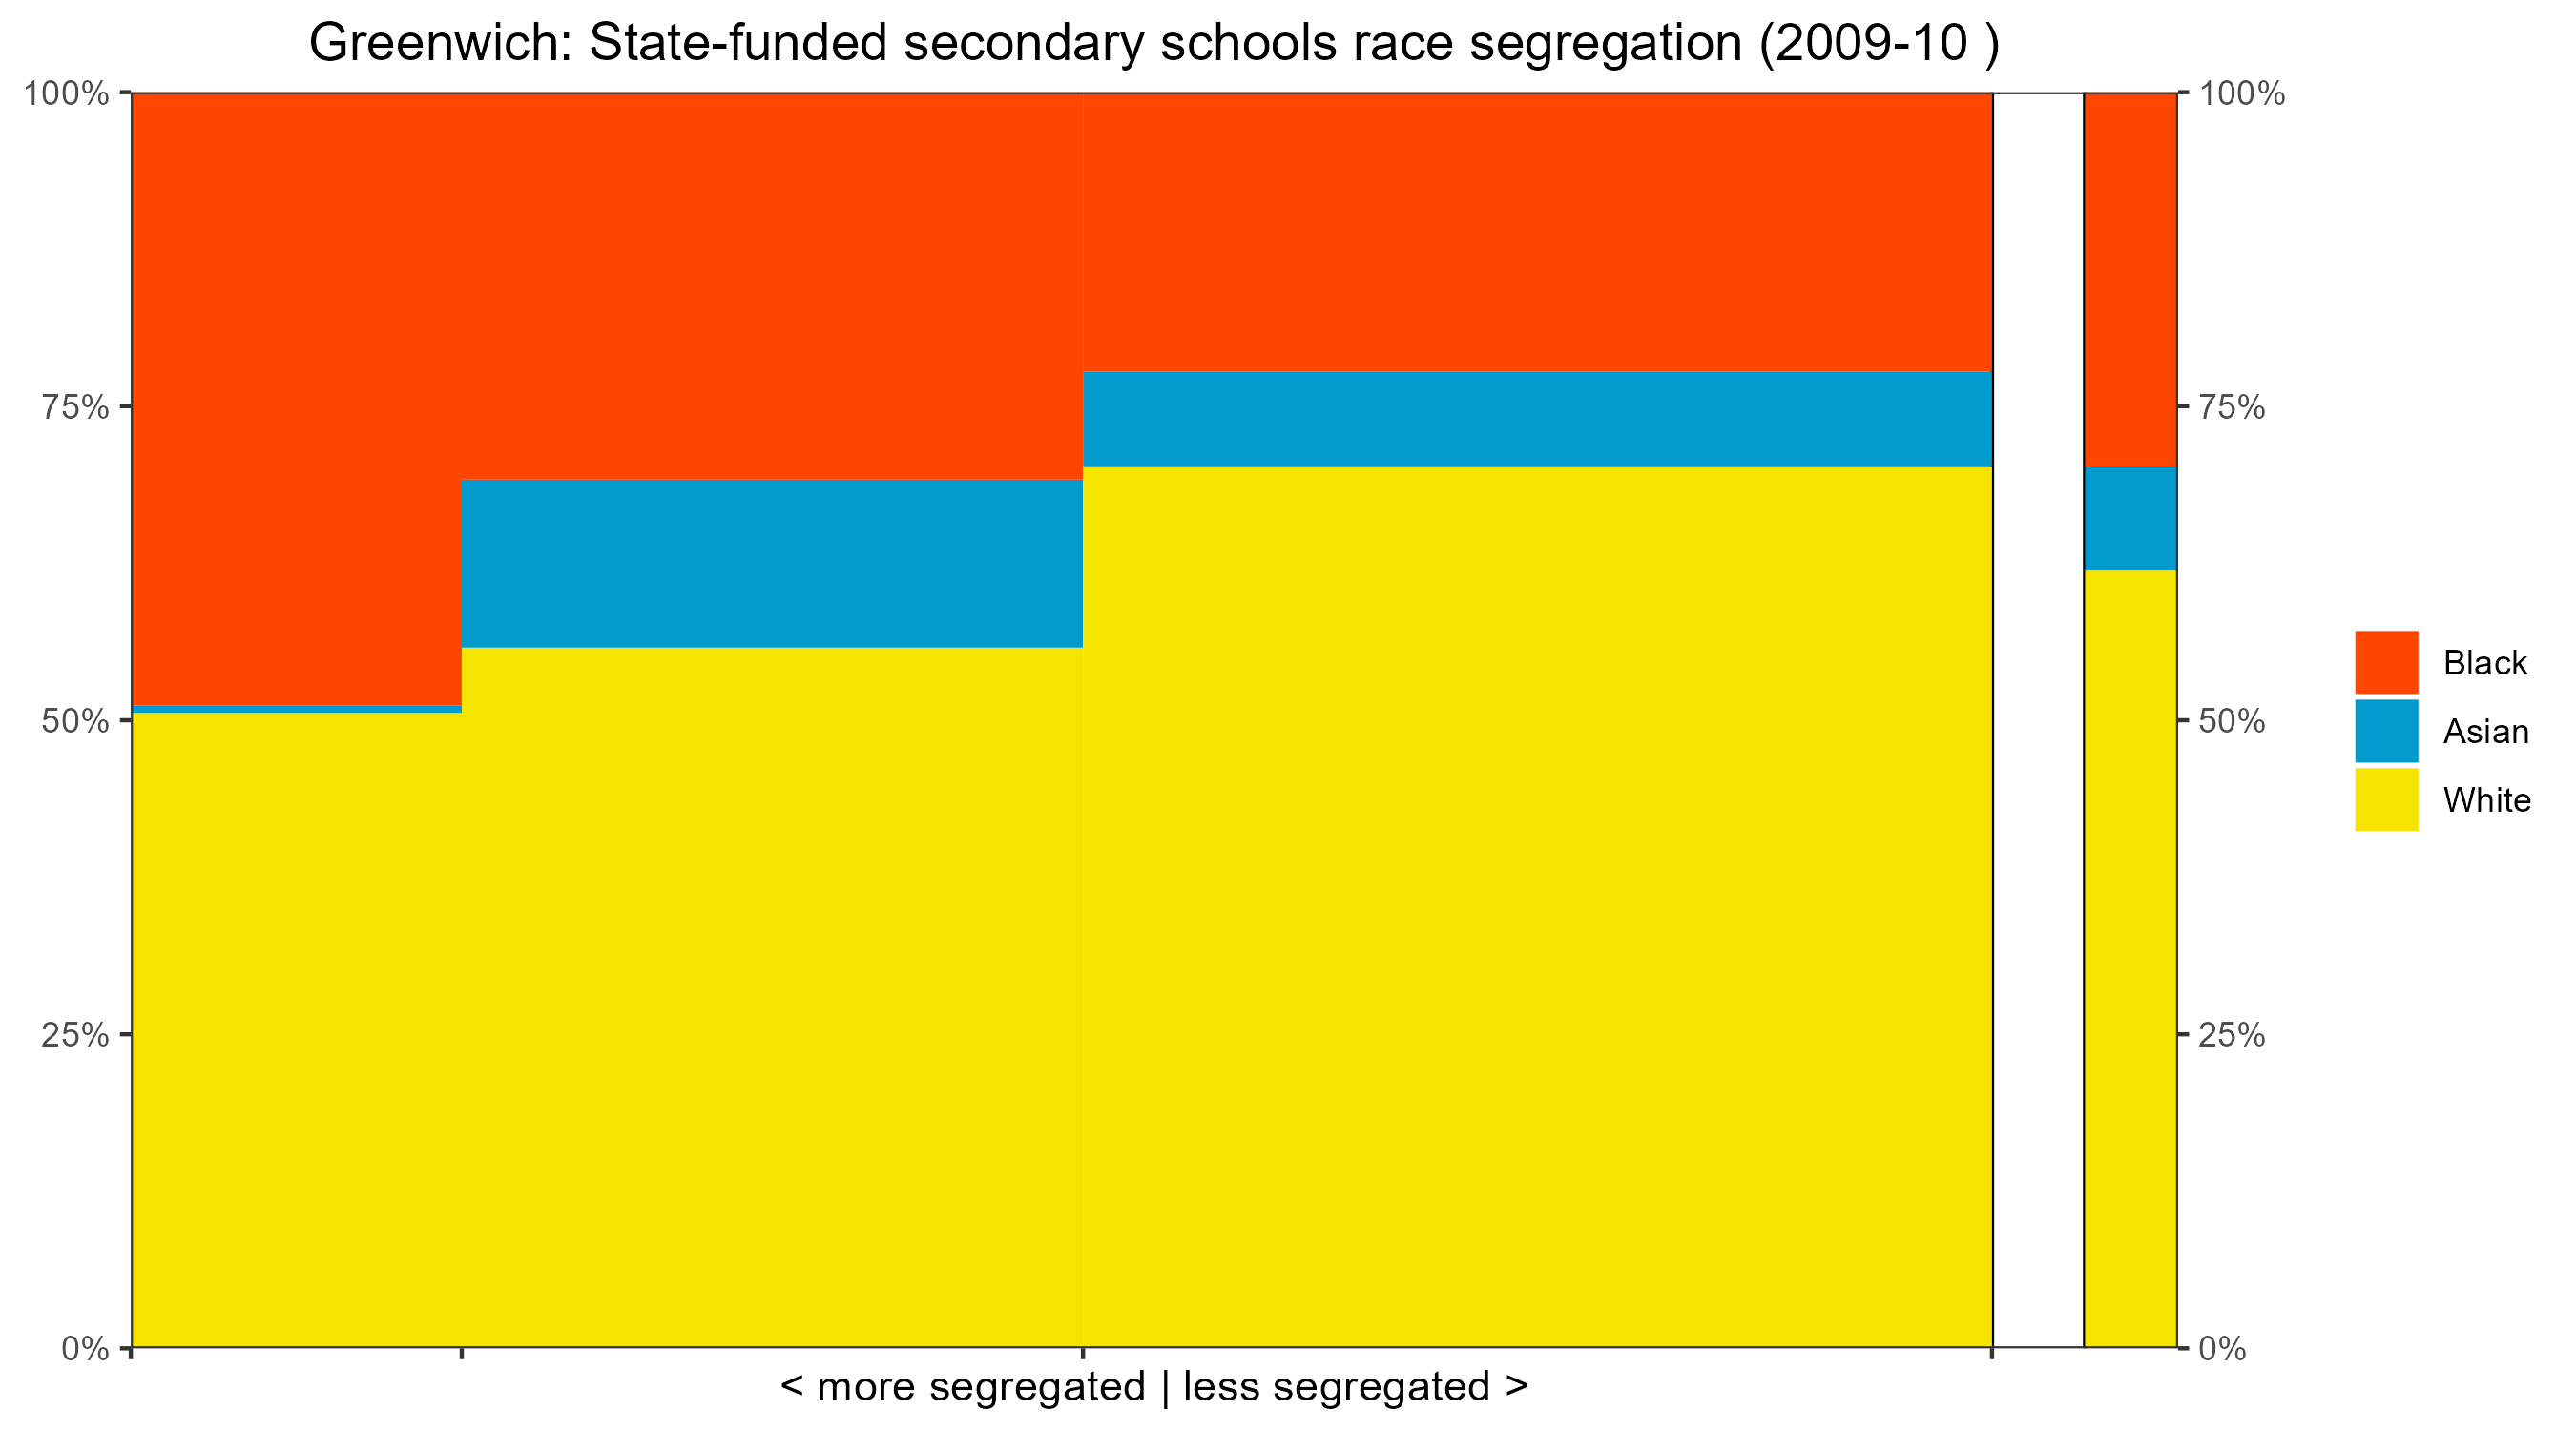 Greenwich: State-funded secondary schools race segregation (2009-10 )
100%
75%
50%
25%
0%
100%
75%
50%
25%
0%
Black
Asian
White
< more segregated | less segregated >